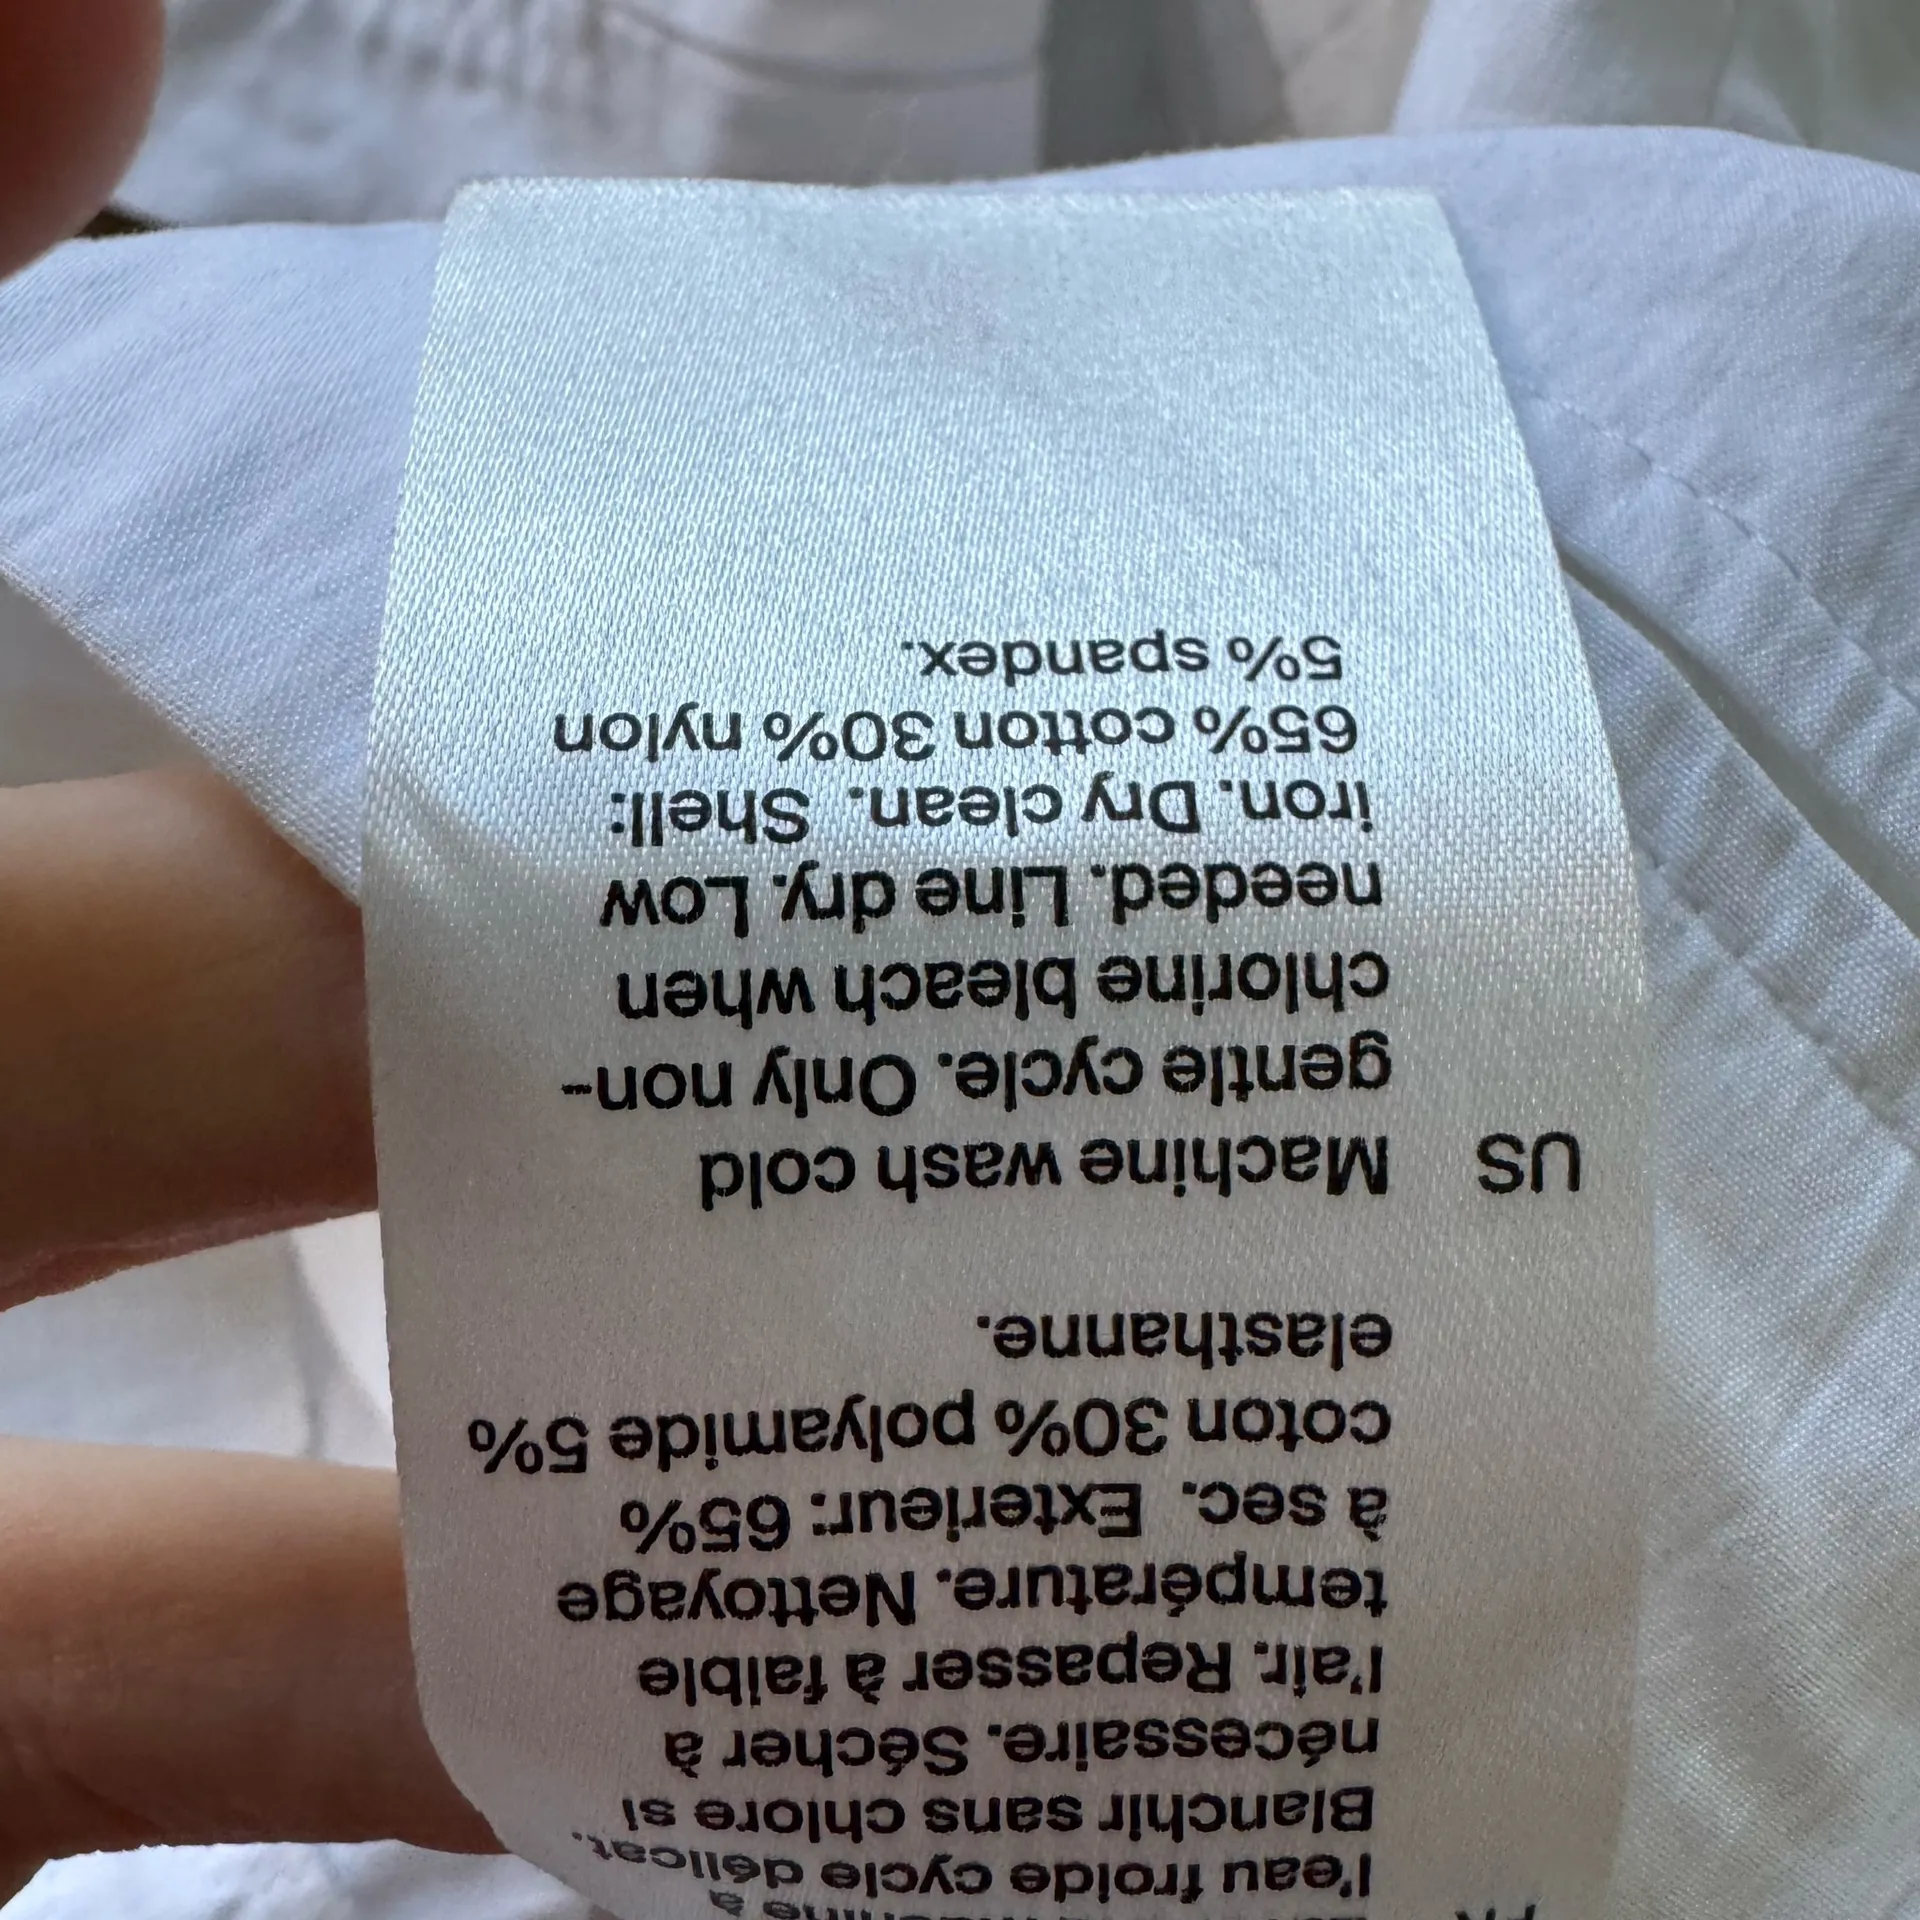 FR
l'eau froide cycle délicat.
Blanchir sans chlore si
nécessaire. Sécher à
l'air. Repasser à faible
température. Nettoyage
à sec. Exterieur: 65%
coton 30% polyamide 5%
elasthanne.
US Machine wash cold
gentle cycle. Only non-
chlorine bleach when
needed. Line dry. Low
iron. Dry clean. Shell:
65% cotton 30% nylon
5% spandex.